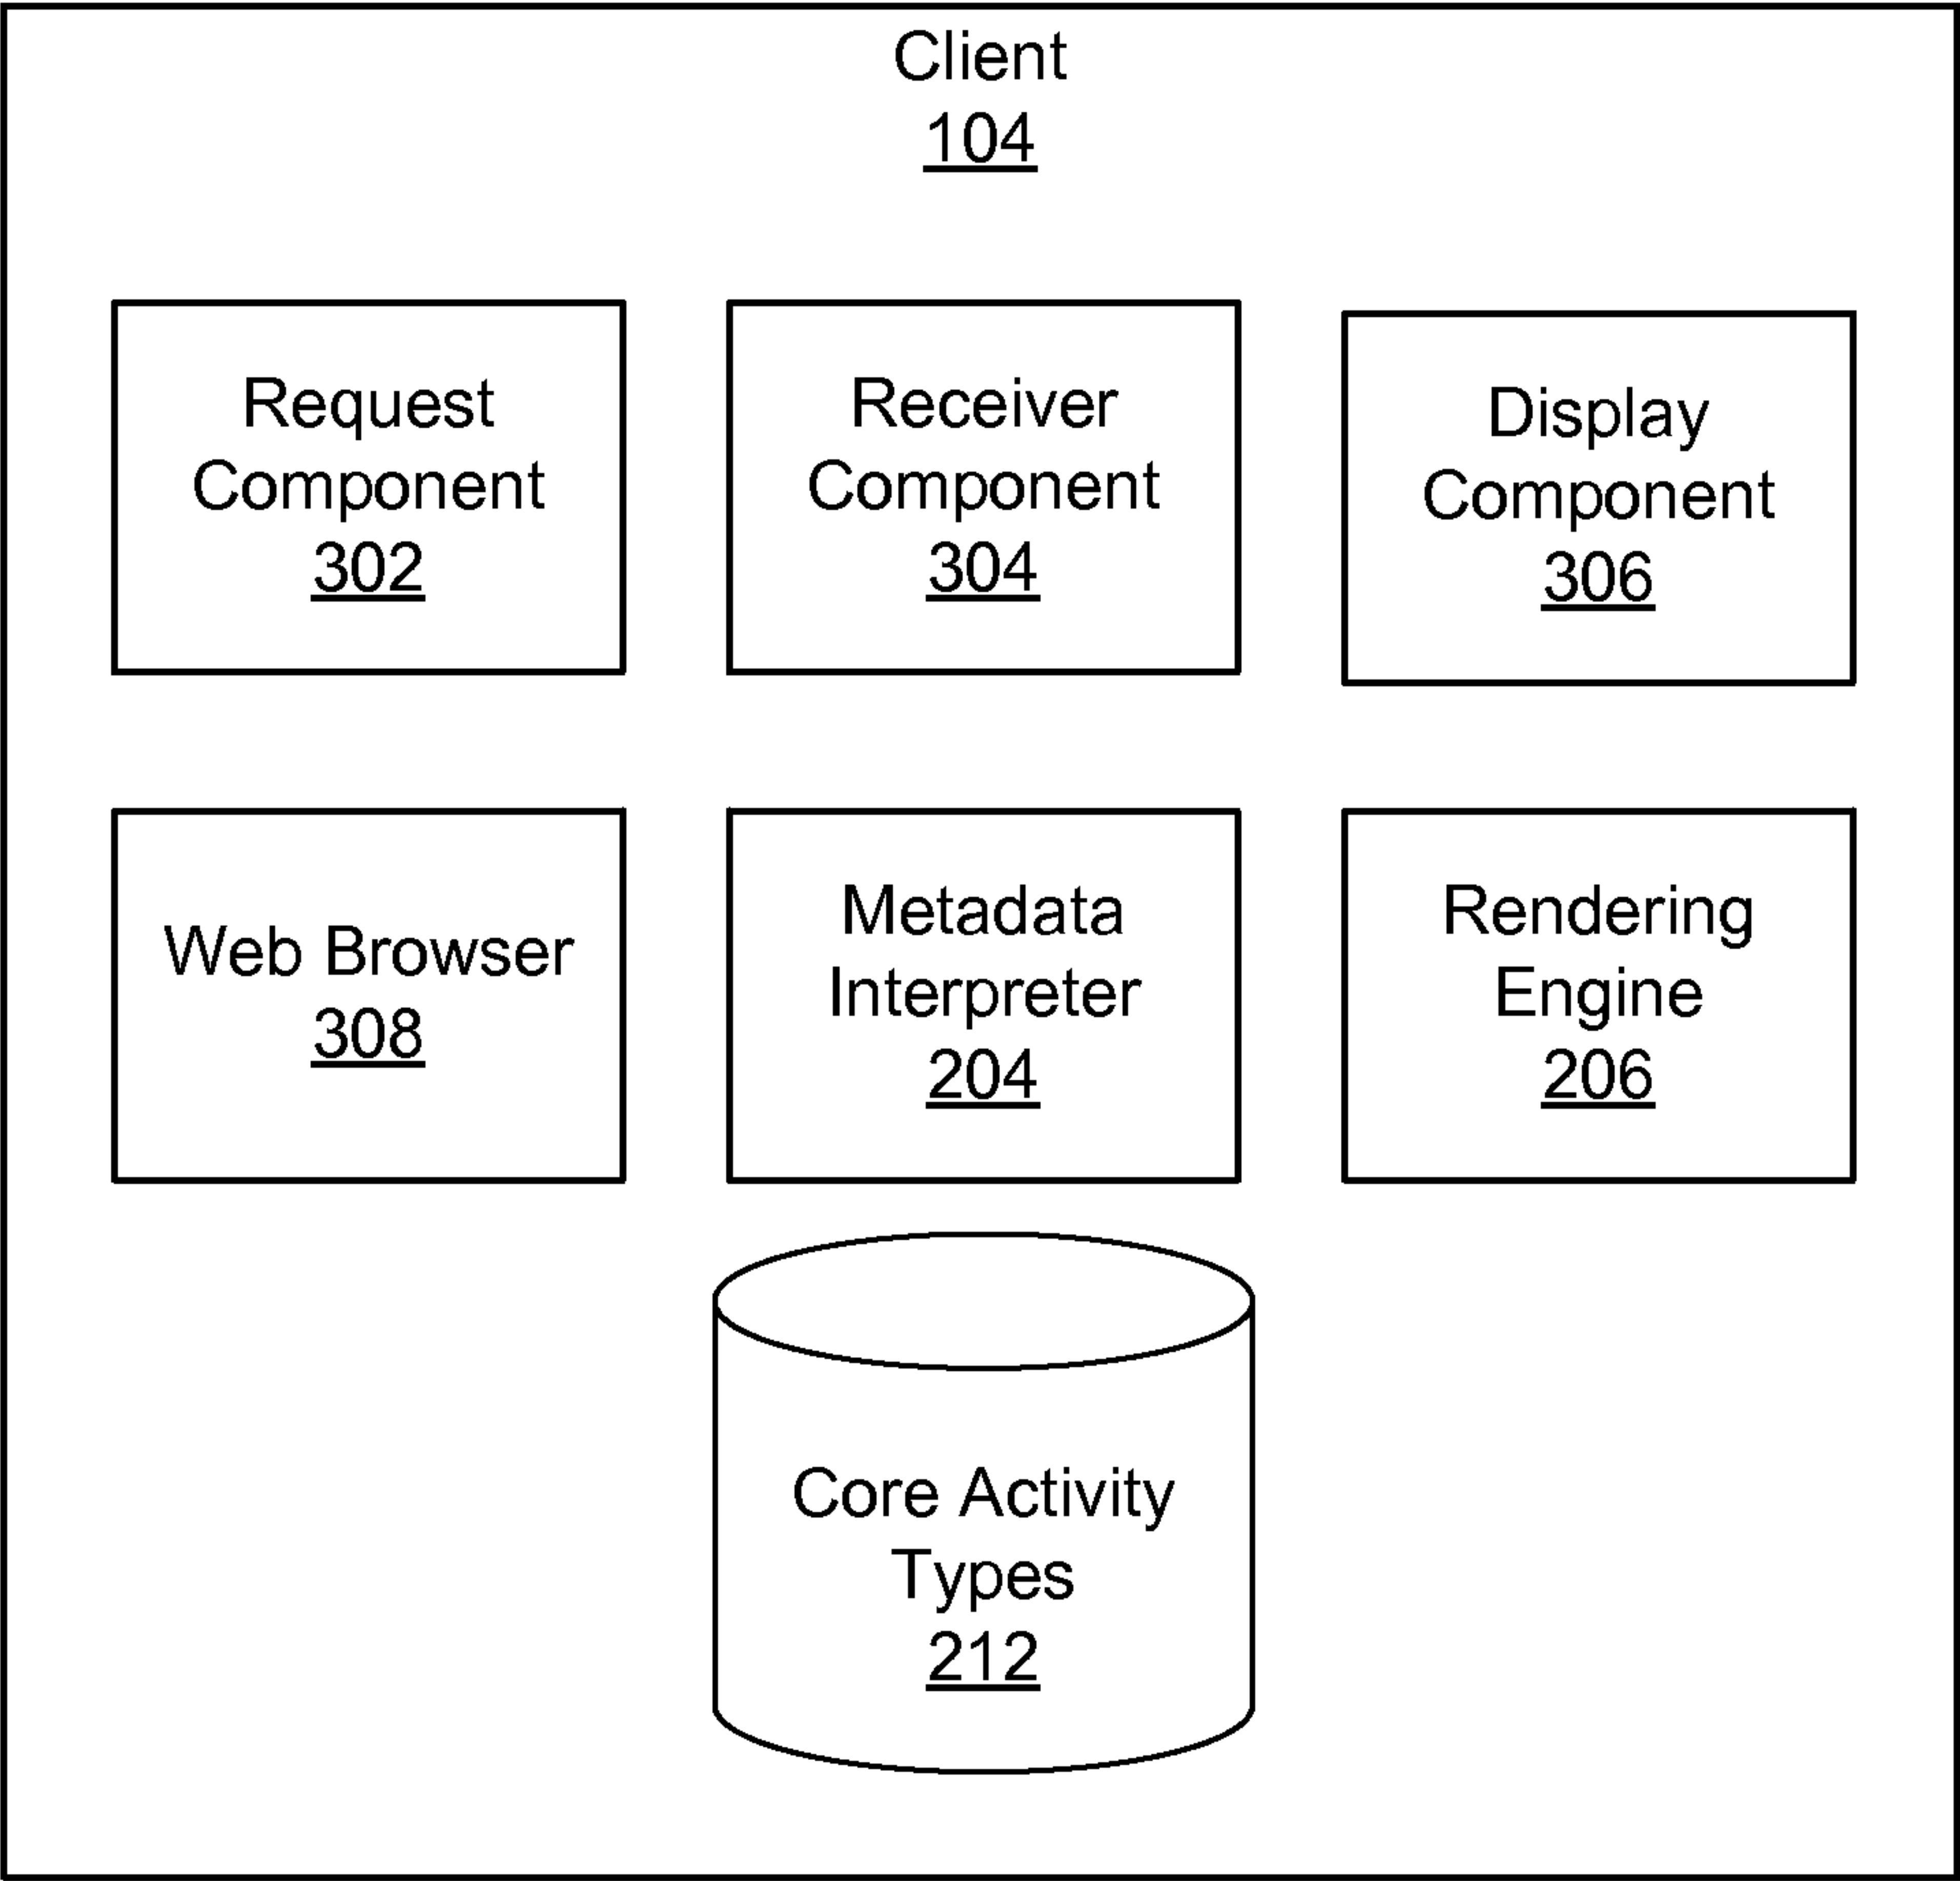 Client
104
Request
Component
302
Receiver
Component
304
Display
Component
306
Web Browser
308
Metadata
Interpreter
204
Rendering
Engine
206
Core Activity
Types
212